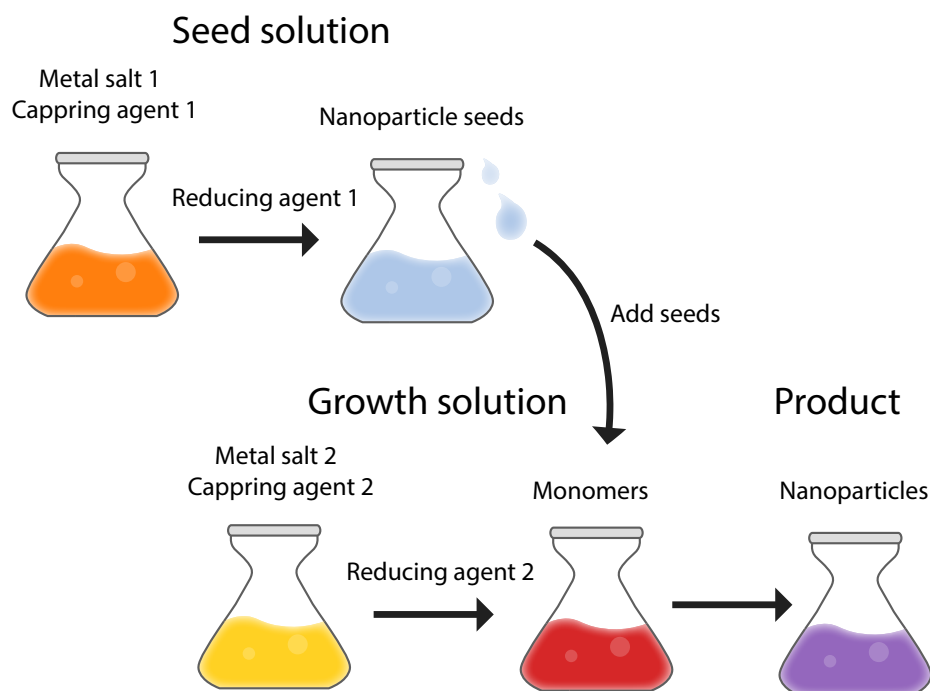 Seed solution
Metal salt 1
Cappring agent 1
Nanoparticle seeds
Reducing agent 1
Add seeds
Growth solution
Product
Metal salt 2
Cappring agent 2
Monomers
Nanoparticles
Reducing agent 2